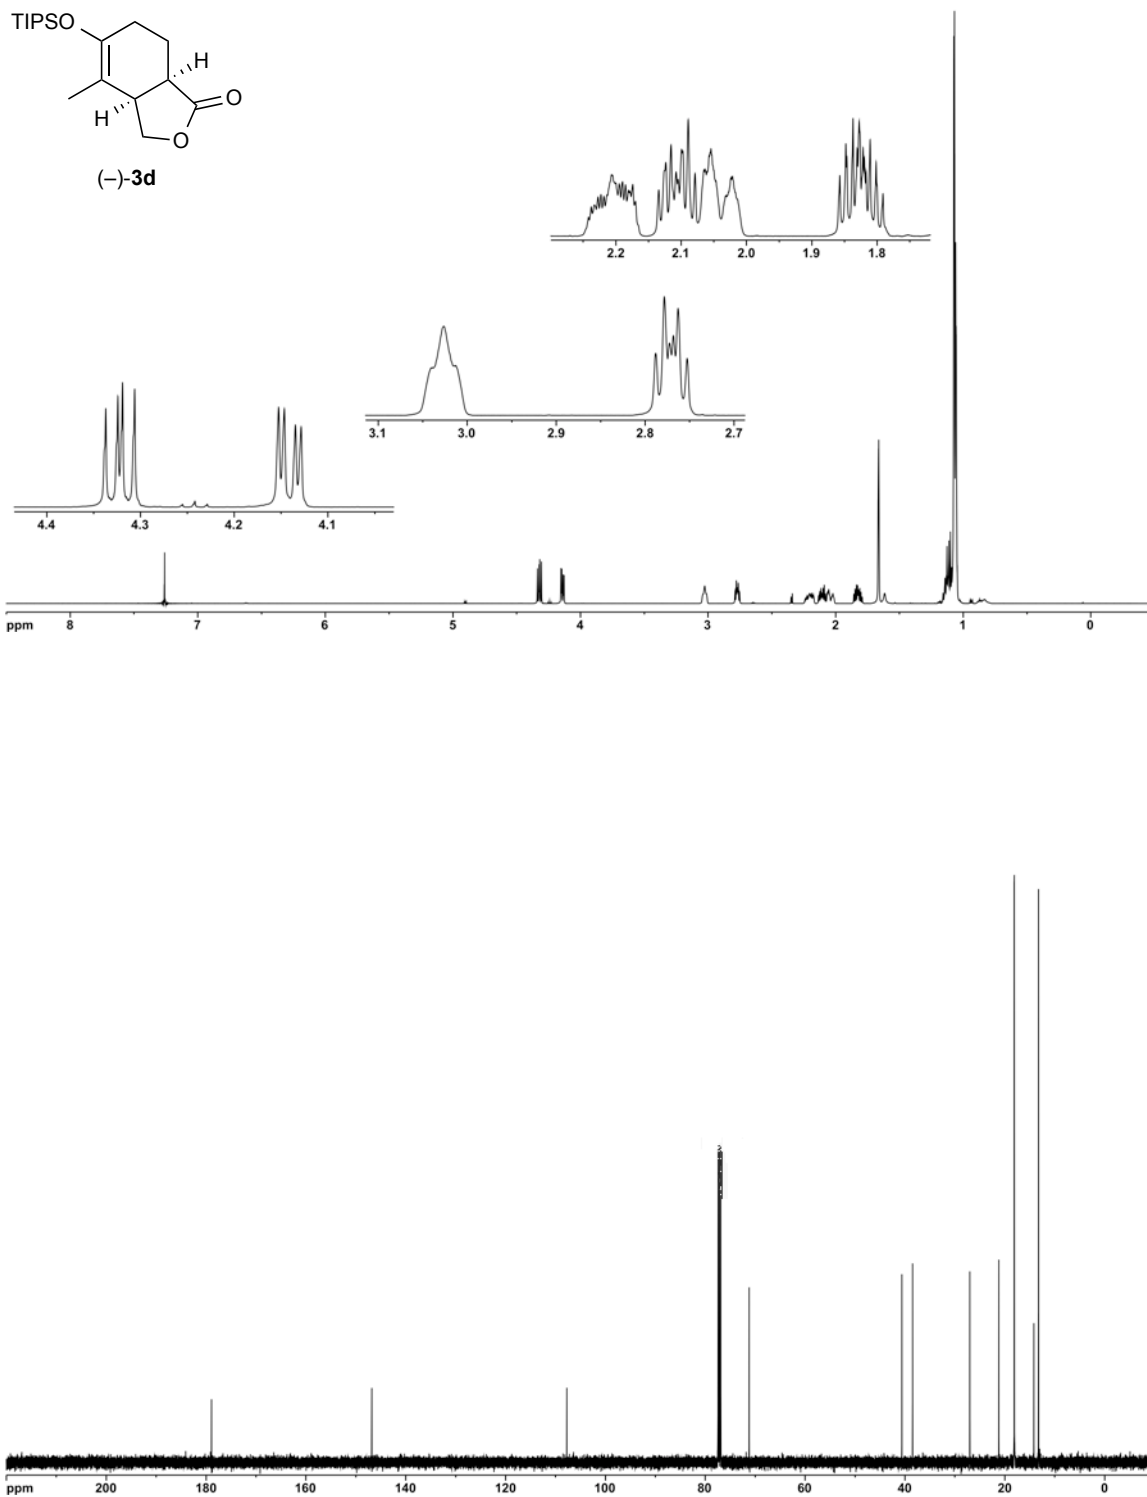 TIPSO
H
O
H
O
(–)-3d
2.2 2.1 2.0 1.9 1.8
3.1 3.0 2.9 2.8 2.7
4.4 4.3 4.2 4.1
ppm 8 7 6 5 4 3 2 1 0
ppm 200 180 160 140 120 100 80 60 40 20 0